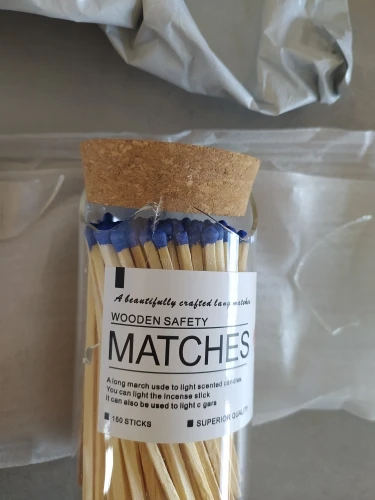 A beautifully crafted long matches
WOODEN SAFETY
MATCHES
A long march usde to light scented candles
You can light the incense stick
It can also be used to light c gars
150 STICKS
SUPERIOR QUALITY